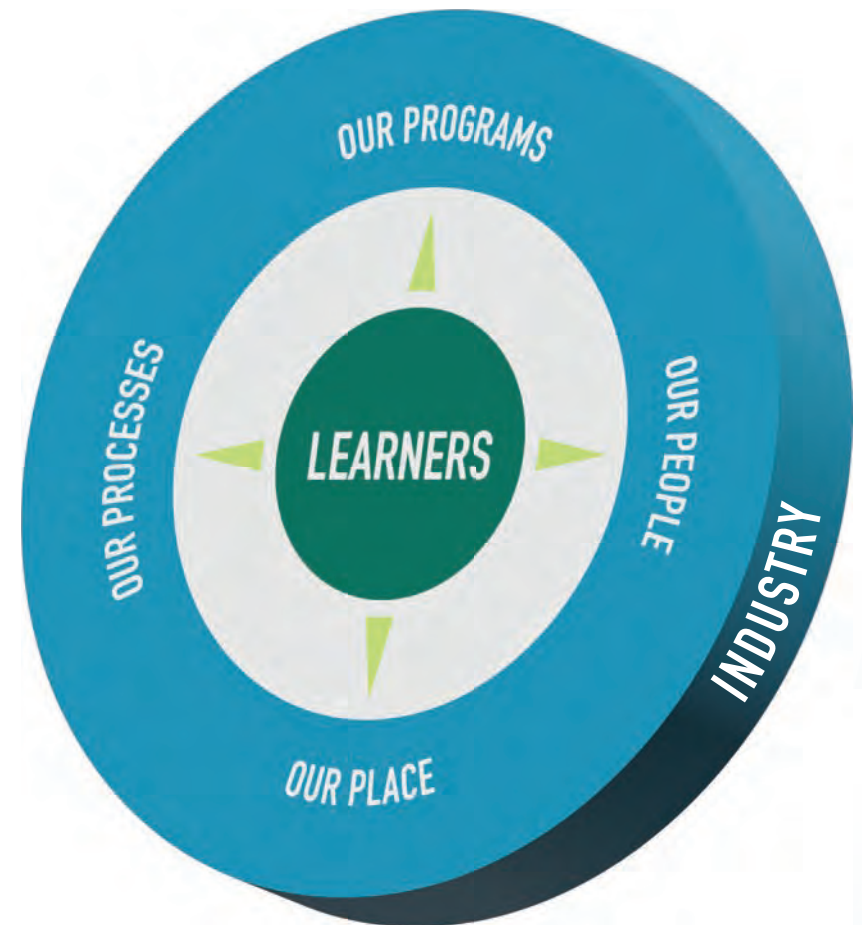 OUR PROGRAMS
OUR PROCESSES
LEARNERS
OUR PEOPLE
INDUSTRY
OUR PLACE